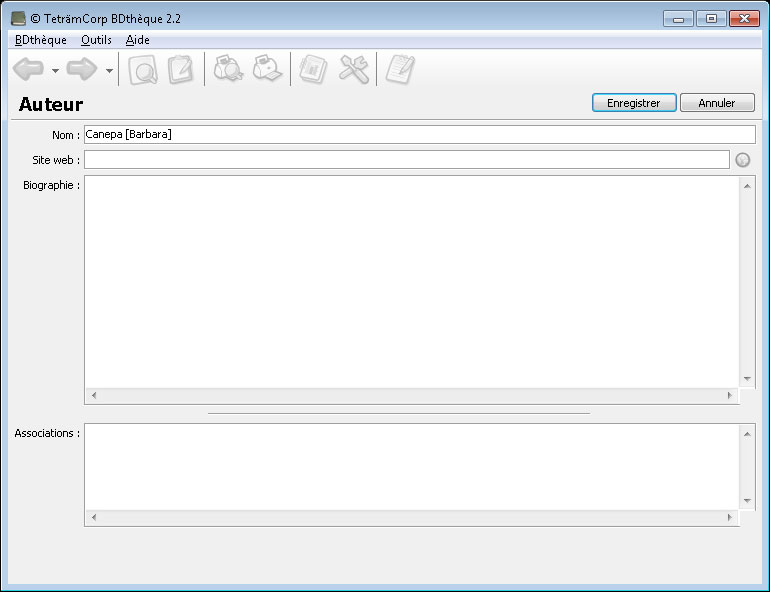 © TeträmCorp BDthèque 2.2
BDthèque Outils Aide
Auteur
Enregistrer Annuler
Nom : Canepa [Barbara]
Site web :
Biographie :
Associations :